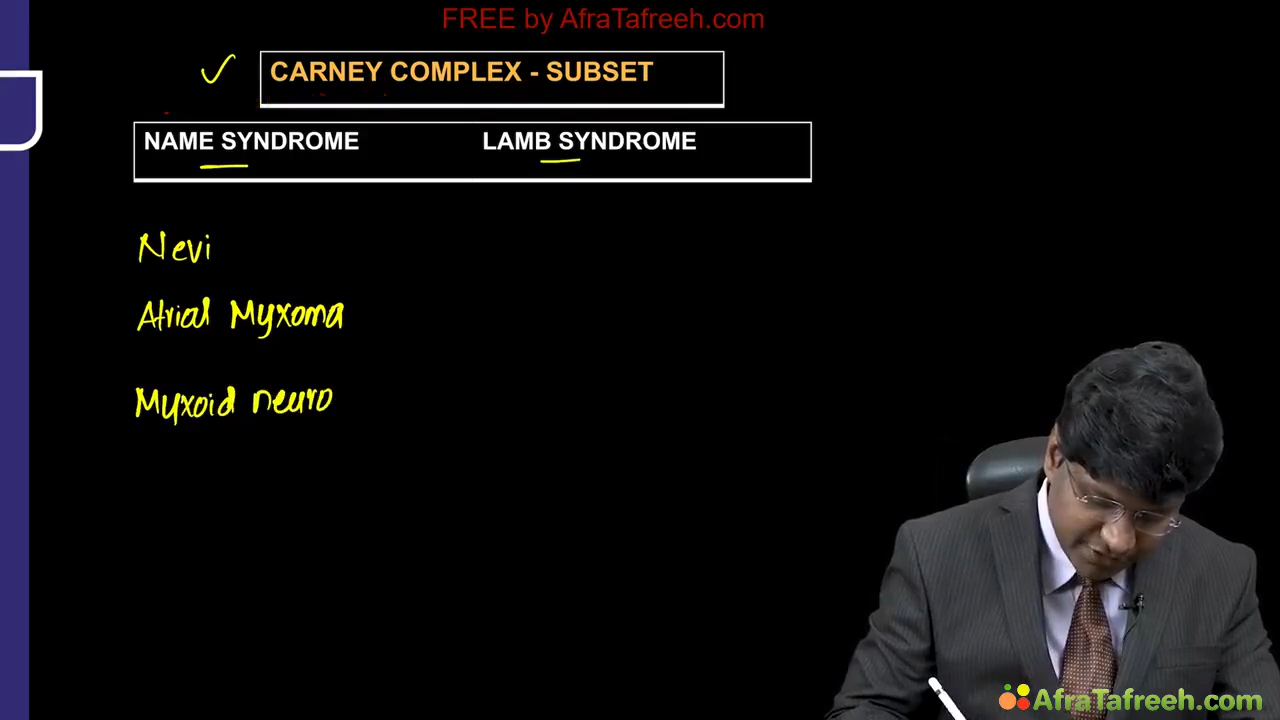 FREE by AfraTafreeh.com
CARNEY COMPLEX - SUBSET
NAME SYNDROME LAMB SYNDROME
Nevi
Atrial Myxoma
Myxoid neuro
AfraTafreeh.com